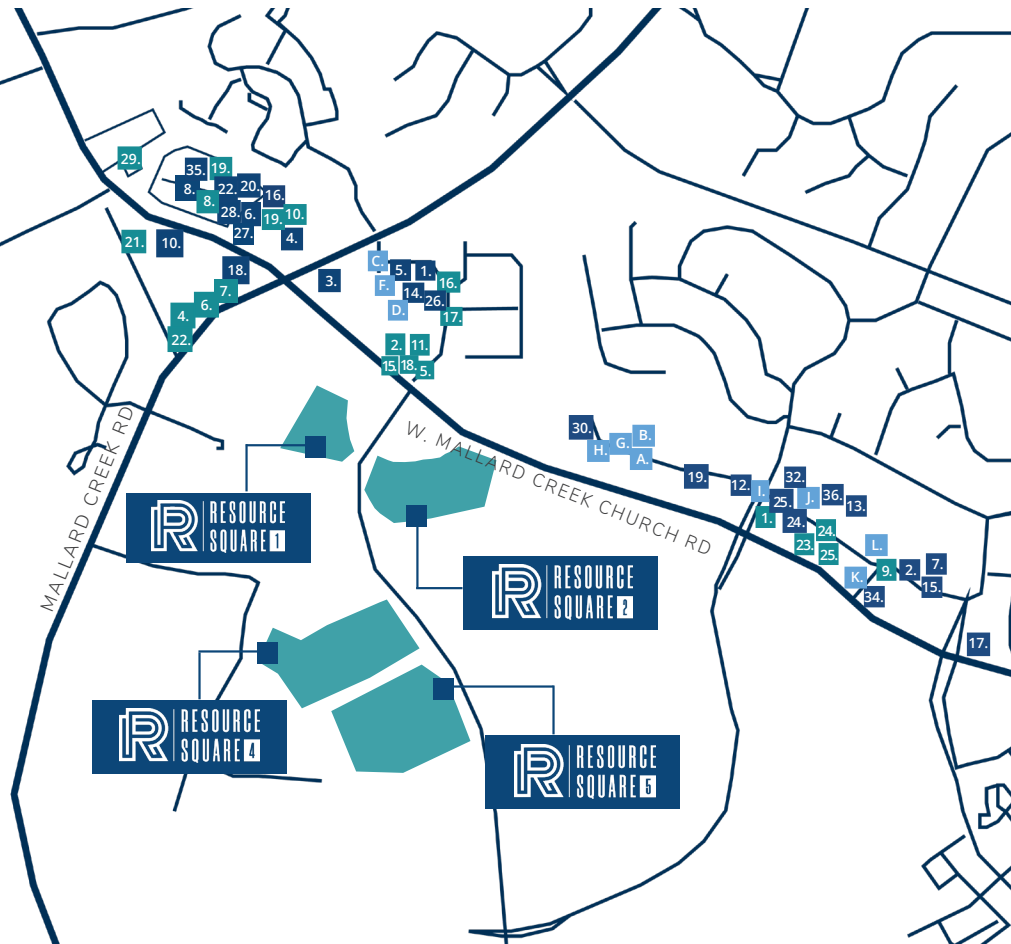 29.
35.
19.
8.
22.
20.
16.
8.
28.
6.
19.
10.
27.
4.
21.
10.
18.
3.
7.
6.
4.
22.
C.
5.
1.
F.
16.
14.
26.
D.
17.
2.
11.
15.
18.
5.
MALLARD CREEK RD
W. MALLARD CREEK CHURCH RD
30.
B.
G.
H.
A.
19.
12.
I.
32.
25.
J.
36.
13.
1.
24.
24.
23.
25.
L.
K.
9.
2.
7.
15.
34.
17.
RESOURCE
SQUARE 1
RESOURCE
SQUARE 2
RESOURCE
SQUARE 4
RESOURCE
SQUARE 5